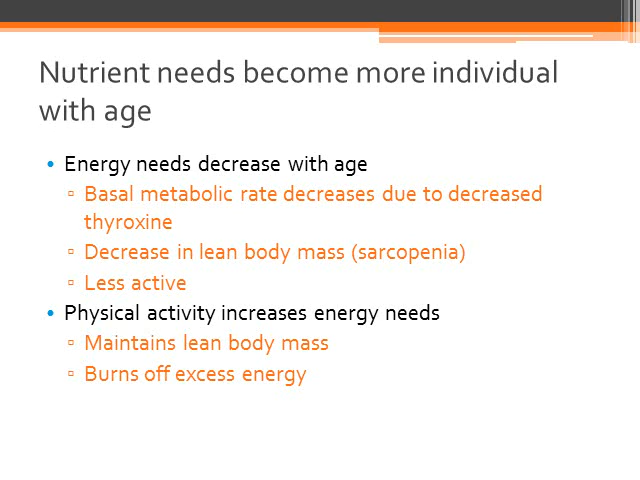 Nutrient needs become more individual
with age
• Energy needs decrease with age
▫ Basal metabolic rate decreases due to decreased
thyroxine
▫ Decrease in lean body mass (sarcopenia)
▫ Less active
• Physical activity increases energy needs
▫ Maintains lean body mass
▫ Burns off excess energy